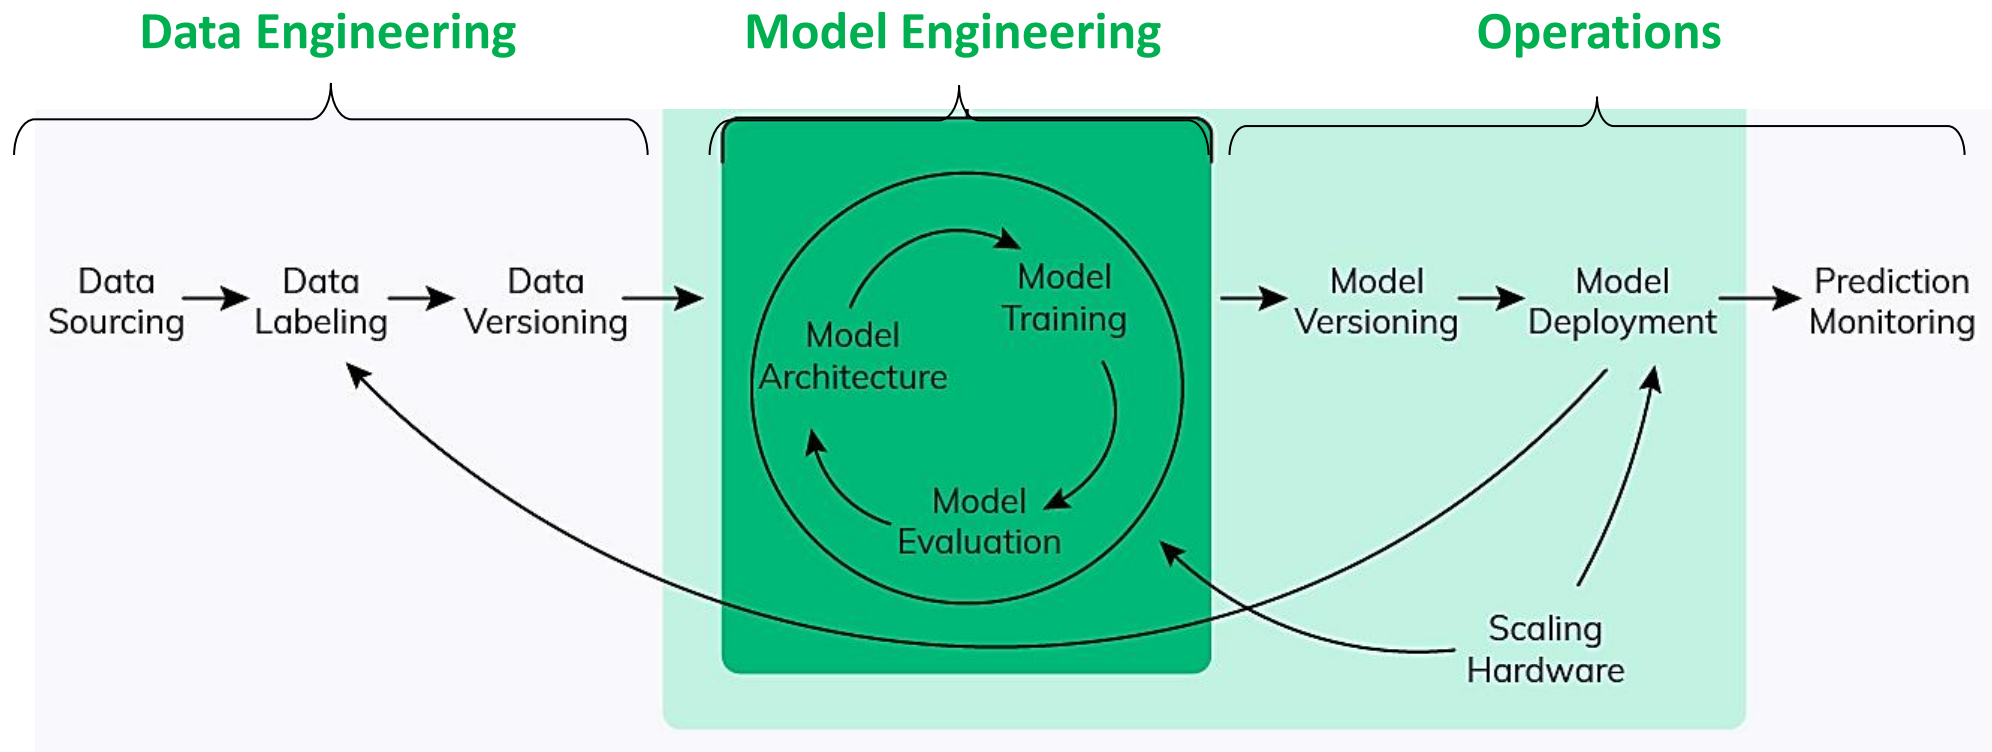 Data Engineering
Model Engineering
Operations
Data
Sourcing
Data
Labeling
Data
Versioning
Model
Architecture
Model
Training
Model
Evaluation
Model
Versioning
Model
Deployment
Prediction
Monitoring
Scaling
Hardware